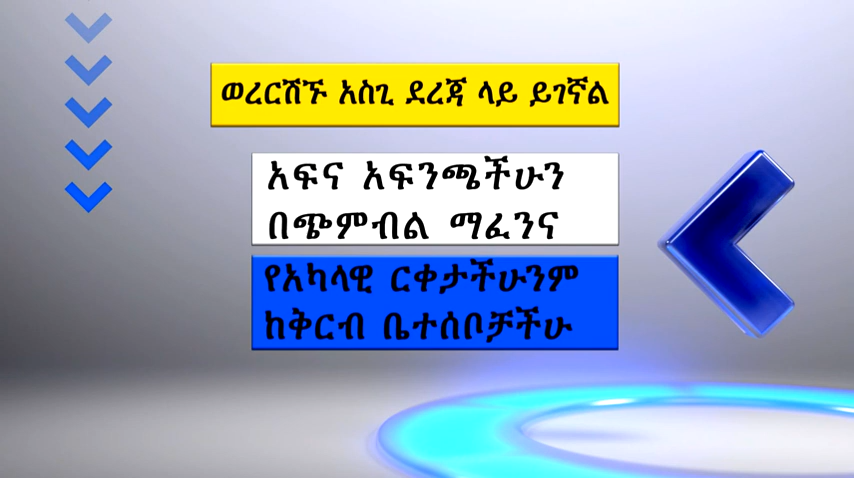 ወረርሽኙ አስጊ ደረጃ ላይ ይገኛል
አፍና አፍንጫችሁን
በጭምብል ማፈንና
የአካላዊ ርቀታችሁንም
ከቅርብ ቤተሰቦቻችሁ